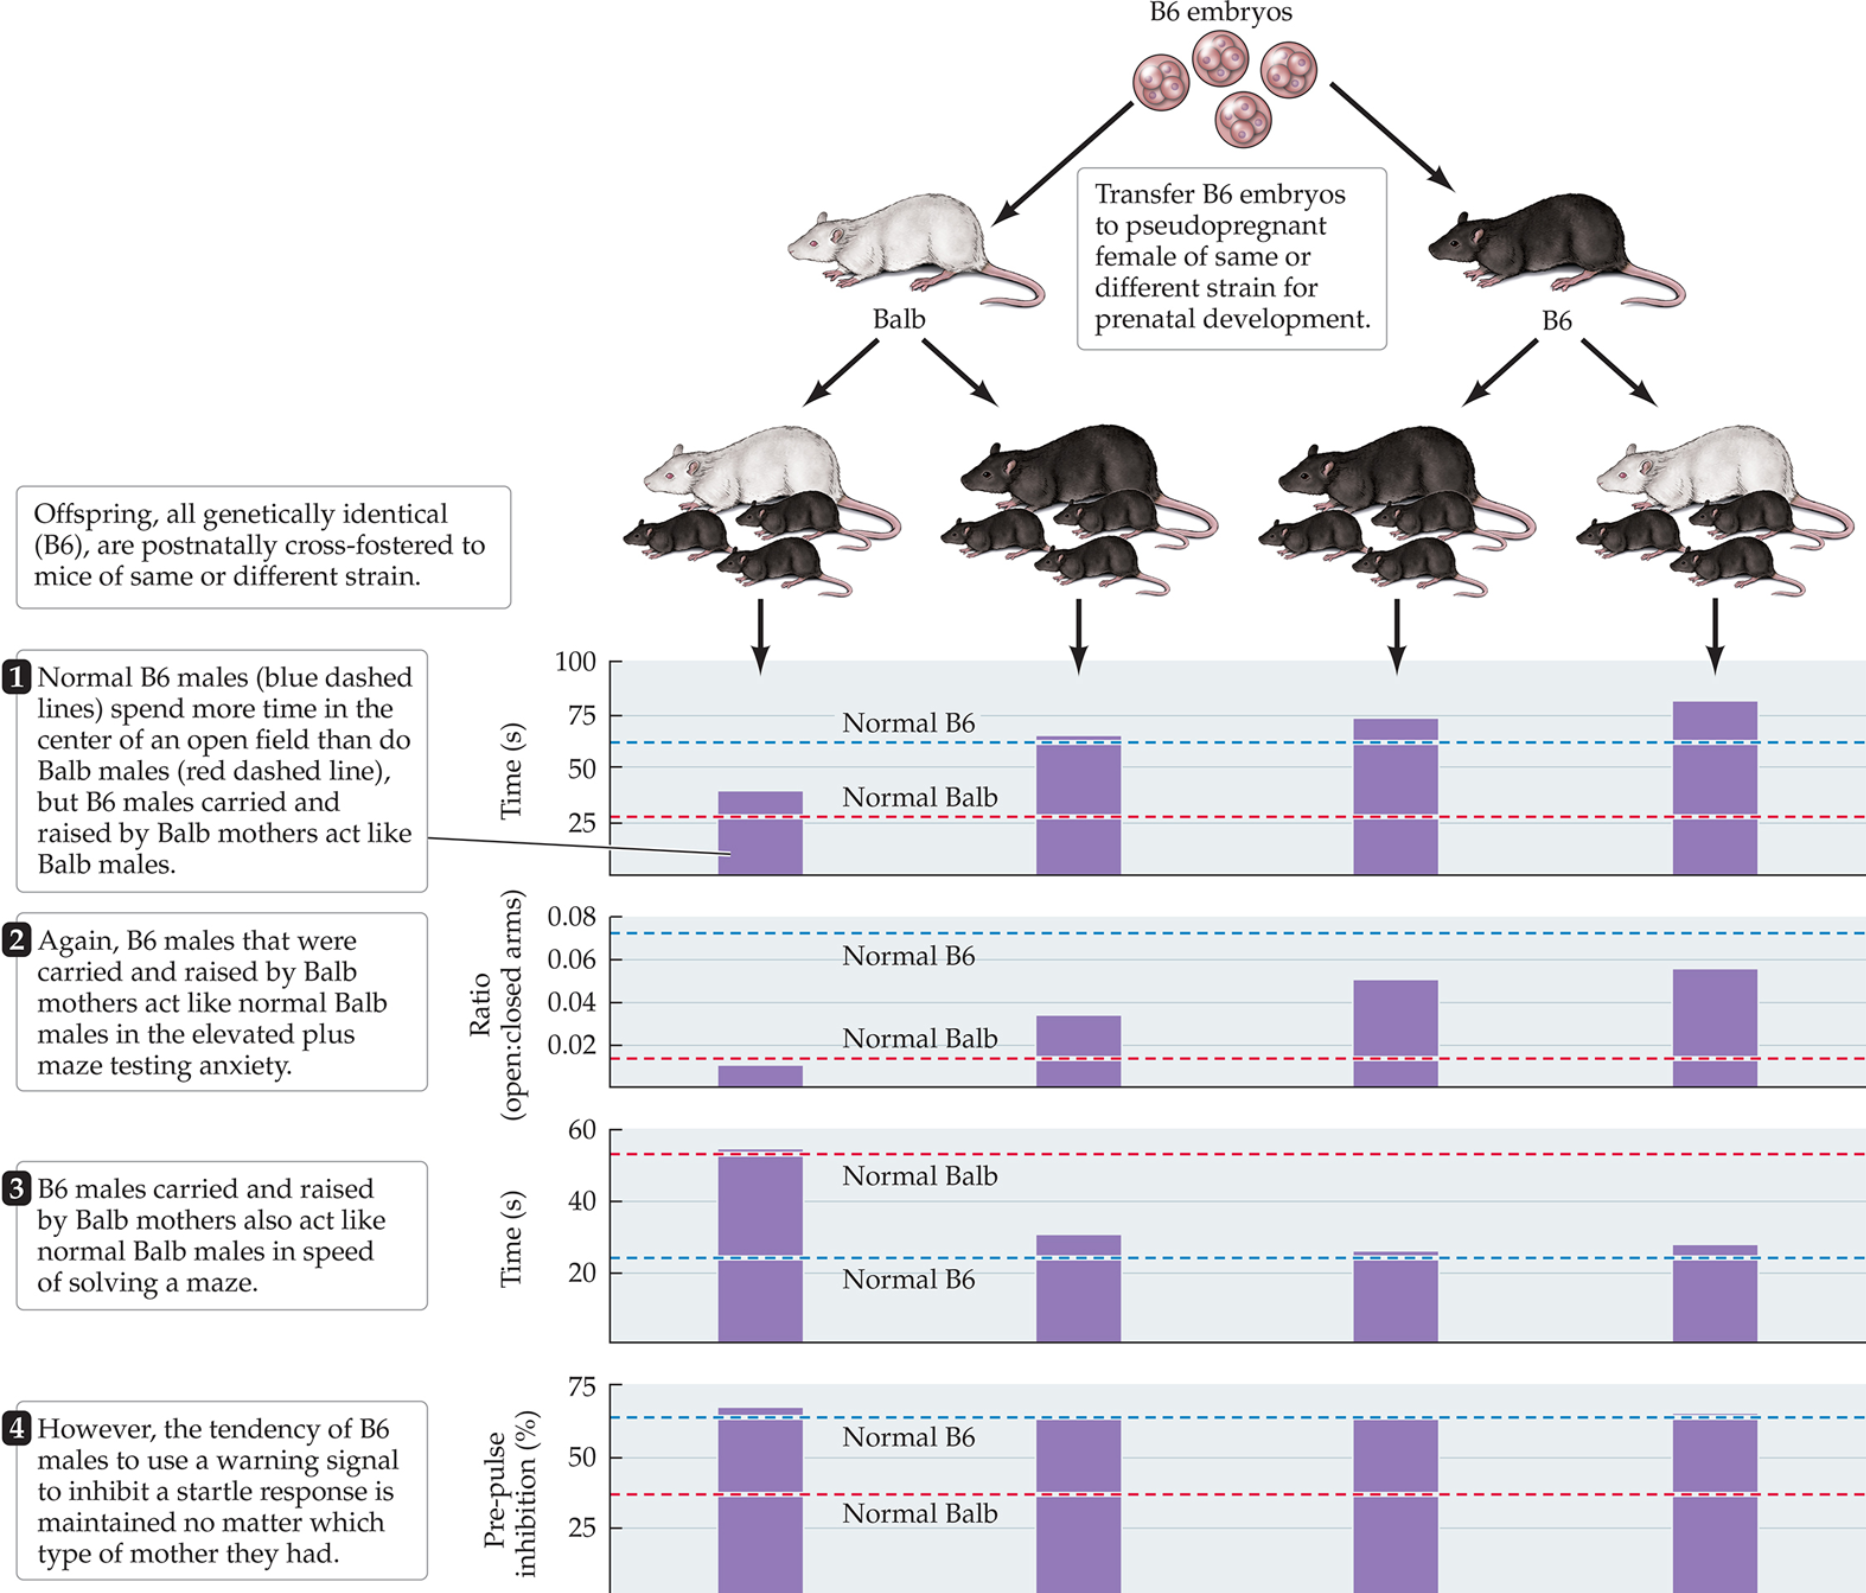 B6 embryos
Transfer B6 embryos
to pseudopregnant
female of same or
different strain for
prenatal development.
Balb
B6
Offspring, all genetically identical
(B6), are postnatally cross-fostered to
mice of same or different strain.
1 Normal B6 males (blue dashed
lines) spend more time in the
center of an open field than do
Balb males (red dashed line),
but B6 males carried and
raised by Balb mothers act like
Balb males.
Time (s)
100
75
50
25
Normal B6
Normal Balb
2 Again, B6 males that were
carried and raised by Balb
mothers act like normal Balb
males in the elevated plus
maze testing anxiety.
Ratio
(open:closed arms)
0.08
0.06
0.04
0.02
Normal B6
Normal Balb
3 B6 males carried and raised
by Balb mothers also act like
normal Balb males in speed
of solving a maze.
Time (s)
60
40
20
Normal Balb
Normal B6
4 However, the tendency of B6
males to use a warning signal
to inhibit a startle response is
maintained no matter which
type of mother they had.
Pre-pulse
inhibition (%)
75
50
25
Normal B6
Normal Balb